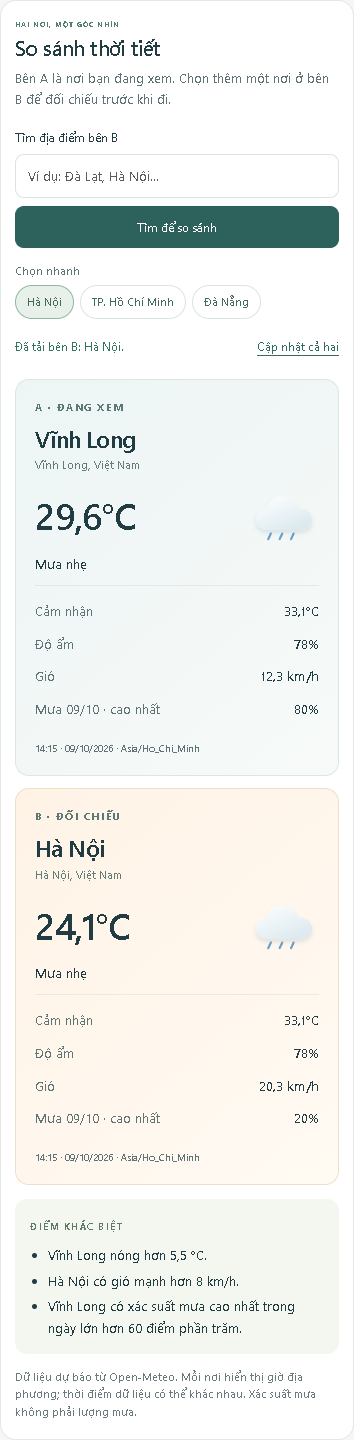 HAI NƠI, MỘT GÓC NHÌN
So sánh thời tiết
Bên A là nơi bạn đang xem. Chọn thêm một nơi ở bên
B để đối chiếu trước khi đi.
Tìm địa điểm bên B
Ví dụ: Đà Lạt, Hà Nội...
Tìm để so sánh
Chọn nhanh
Hà Nội
TP. Hồ Chí Minh
Đà Nẵng
Đã tải bên B: Hà Nội.
Cập nhật cả hai
A · ĐANG XEM
Vĩnh Long
Vĩnh Long, Việt Nam
29,6°C
Mưa nhẹ
Cảm nhận 33,1°C
Độ ẩm 78%
Gió 12,3 km/h
Mưa 09/10 · cao nhất 80%
14:15 · 09/10/2026 · Asia/Ho_Chi_Minh
B · ĐỐI CHIẾU
Hà Nội
Hà Nội, Việt Nam
24,1°C
Mưa nhẹ
Cảm nhận 33,1°C
Độ ẩm 78%
Gió 20,3 km/h
Mưa 09/10 · cao nhất 20%
14:15 · 09/10/2026 · Asia/Ho_Chi_Minh
ĐIỂM KHÁC BIỆT
• Vĩnh Long nóng hơn 5,5 °C.
• Hà Nội có gió mạnh hơn 8 km/h.
• Vĩnh Long có xác suất mưa cao nhất trong
ngày lớn hơn 60 điểm phần trăm.
Dữ liệu dự báo từ Open-Meteo. Mỗi nơi hiển thị giờ địa
phương; thời điểm dữ liệu có thể khác nhau. Xác suất mưa
không phải lượng mưa.